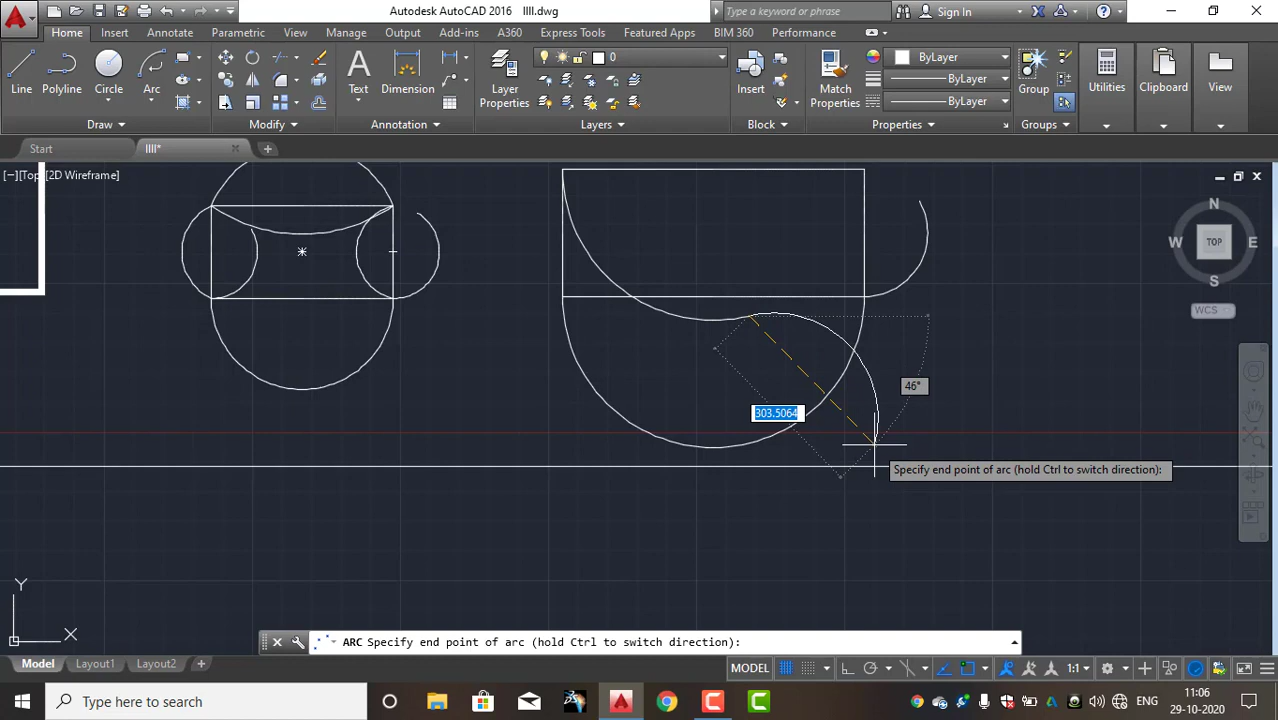 Autodesk AutoCAD 2016 llll.dwg
Type a keyword or phrase
Sign In
Home Insert Annotate Parametric View Manage Output Add-ins A360 Express Tools Featured Apps BIM 360 Performance
Line Polyline Circle Arc Text Dimension Layer Properties 0 Insert Match Properties ByLayer Group Utilities Clipboard View
ByLayer
ByLayer
Draw Modify Annotation Layers Block Properties Groups
Start llll*
[−][Top][2D Wireframe]
N
W TOP E
S
WCS
46°
303.5064
Specify end point of arc (hold Ctrl to switch direction):
Y
X
ARC Specify end point of arc (hold Ctrl to switch direction):
Model Layout1 Layout2 MODEL 1:1
Type here to search
ENG 11:06
29-10-2020